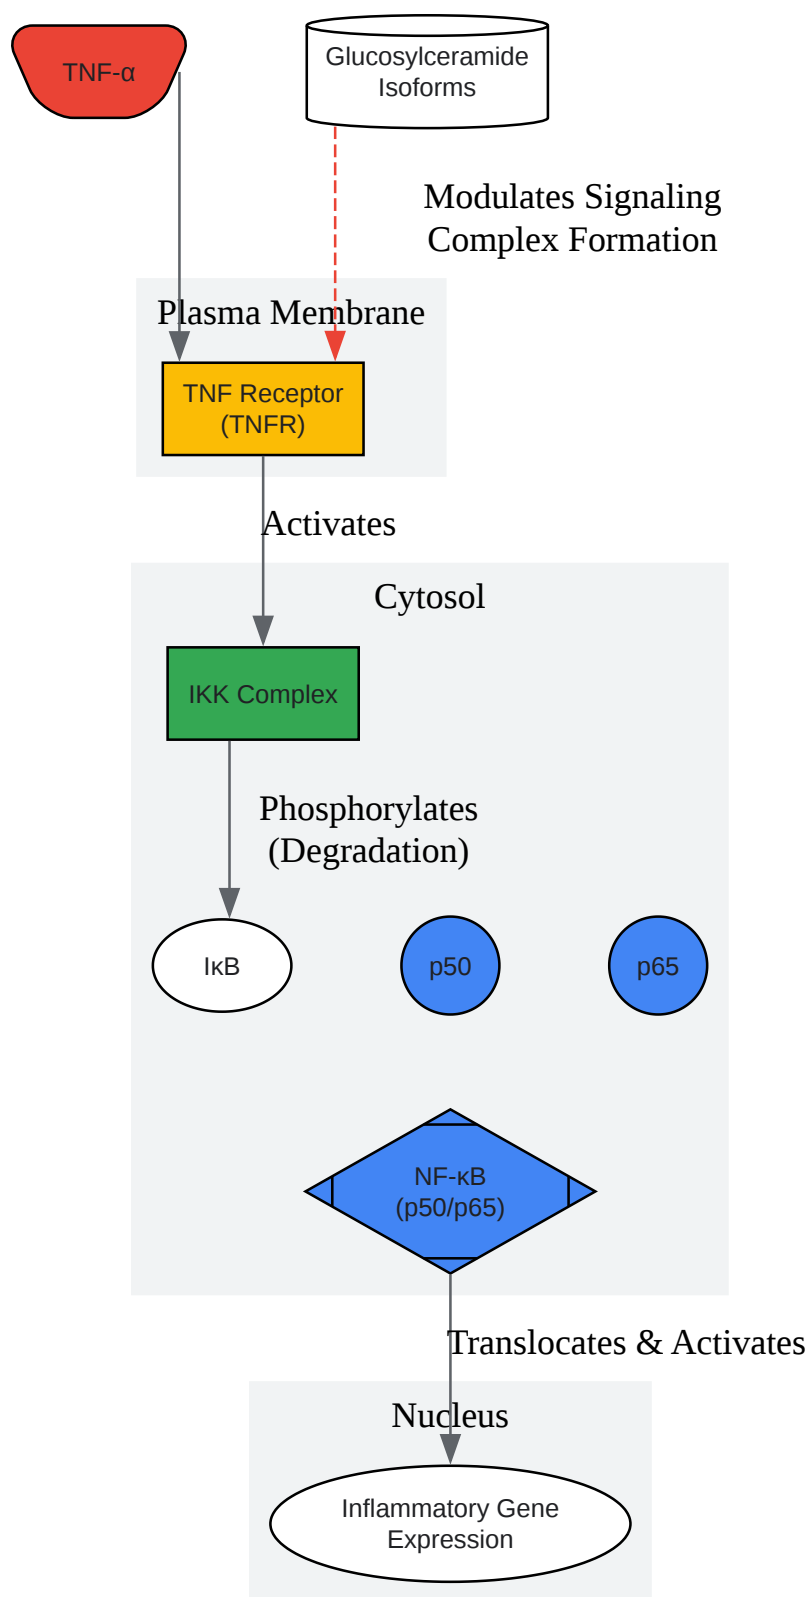 TNF-α
Glucosylceramide
Isoforms
Modulates Signaling
Complex Formation
Plasma Membrane
TNF Receptor
(TNFR)
Activates
Cytosol
IKK Complex
Phosphorylates
(Degradation)
IκB
p50
p65
NF-κB
(p50/p65)
Translocates & Activates
Nucleus
Inflammatory Gene
Expression